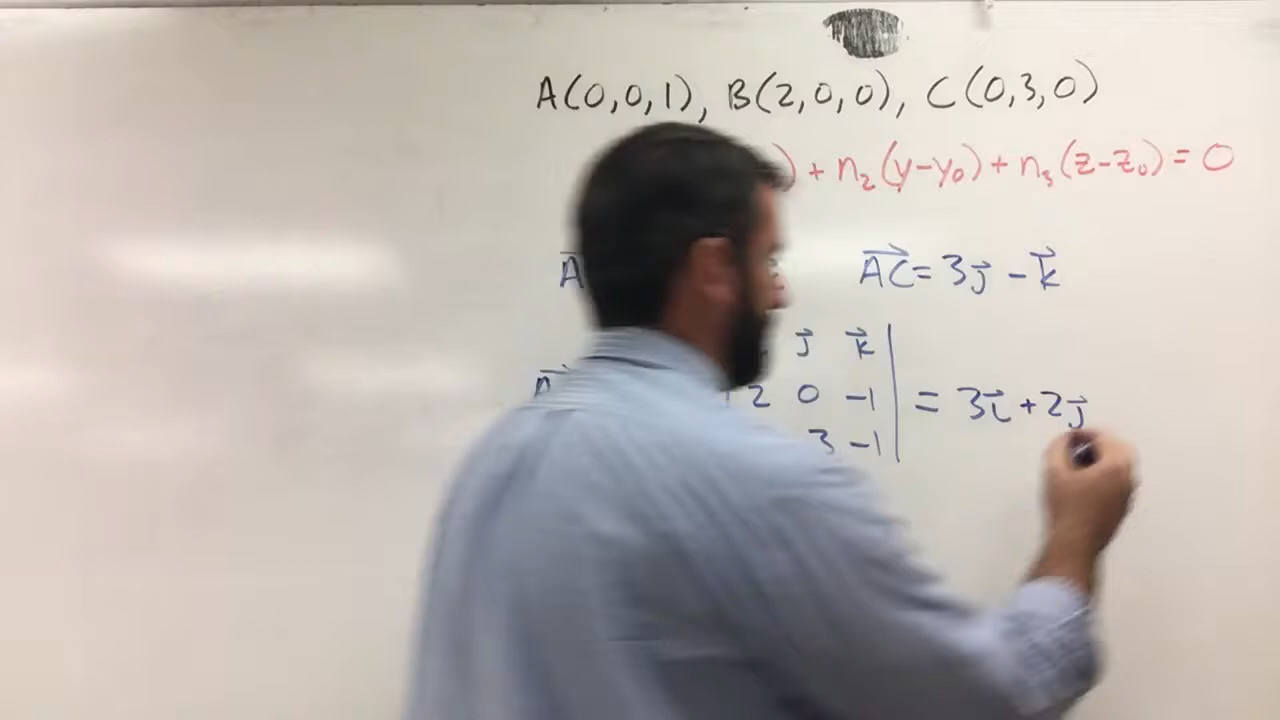 A(0,0,1), B(2,0,0), C(0,3,0)
) + n₂(y-y₀) + n₃(z-z₀) = 0
A⃗ A⃗C⃗ = 3j⃗ - k⃗
j⃗ k⃗ |
n⃗ 2 0 -1 | = 3i⃗ + 2j⃗
3 -1 |